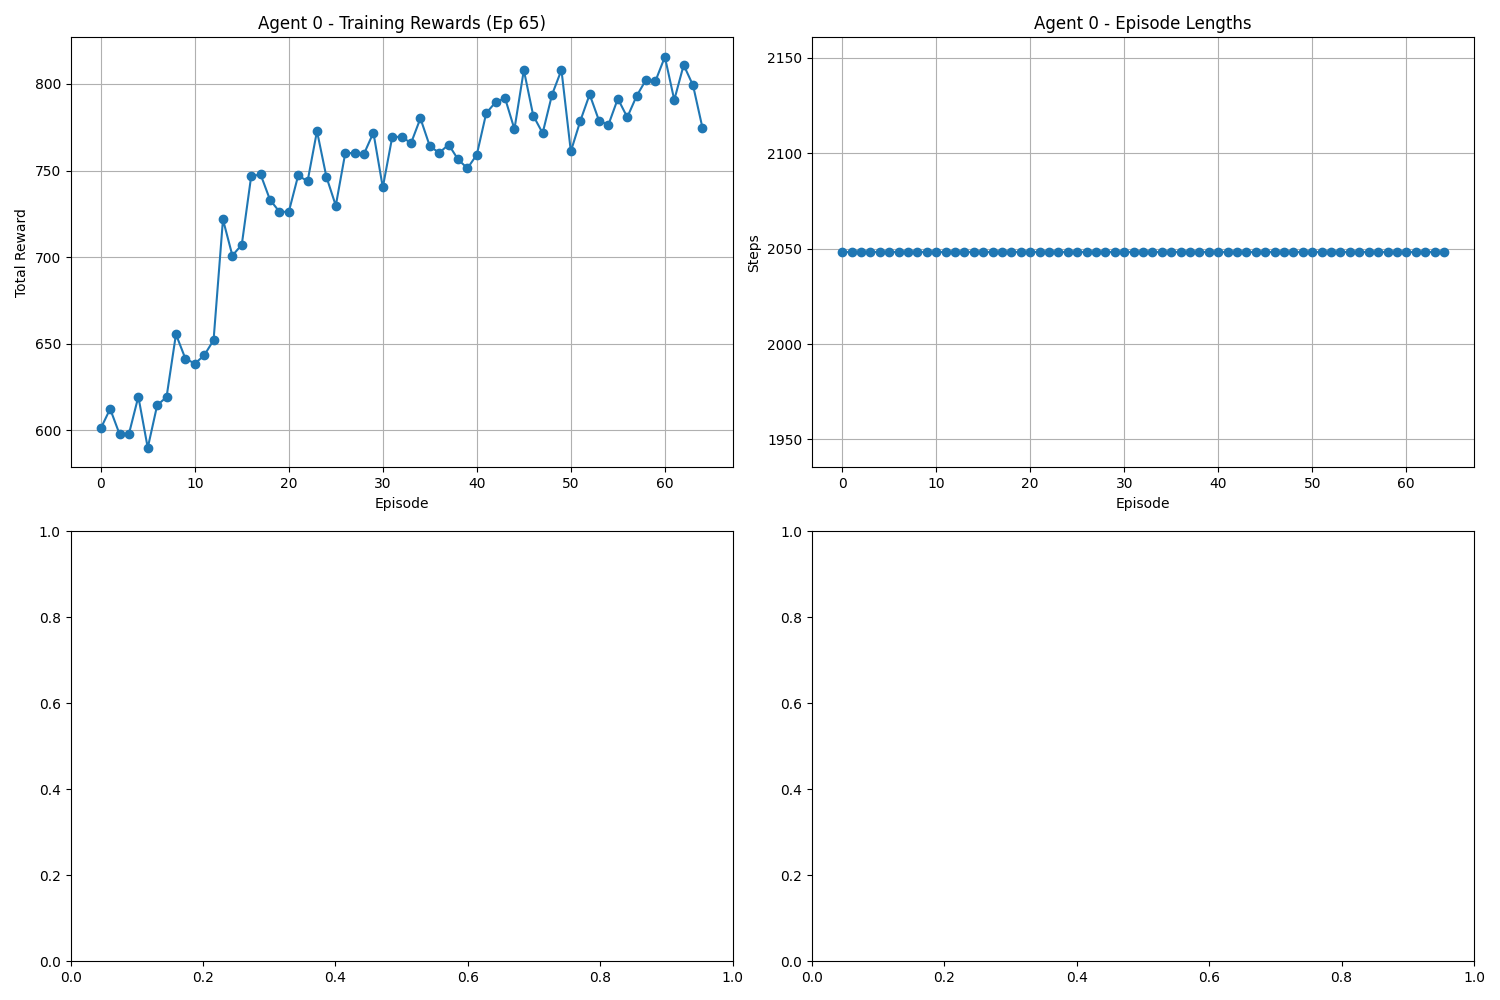 Agent 0 - Training Rewards (Ep 65)
Total Reward
800
750
700
650
600
0 10 20 30 40 50 60
Episode
Agent 0 - Episode Lengths
Steps
2150
2100
2050
2000
1950
0 10 20 30 40 50 60
Episode
1.0
0.8
0.6
0.4
0.2
0.0
0.0 0.2 0.4 0.6 0.8 1.0
1.0
0.8
0.6
0.4
0.2
0.0
0.0 0.2 0.4 0.6 0.8 1.0